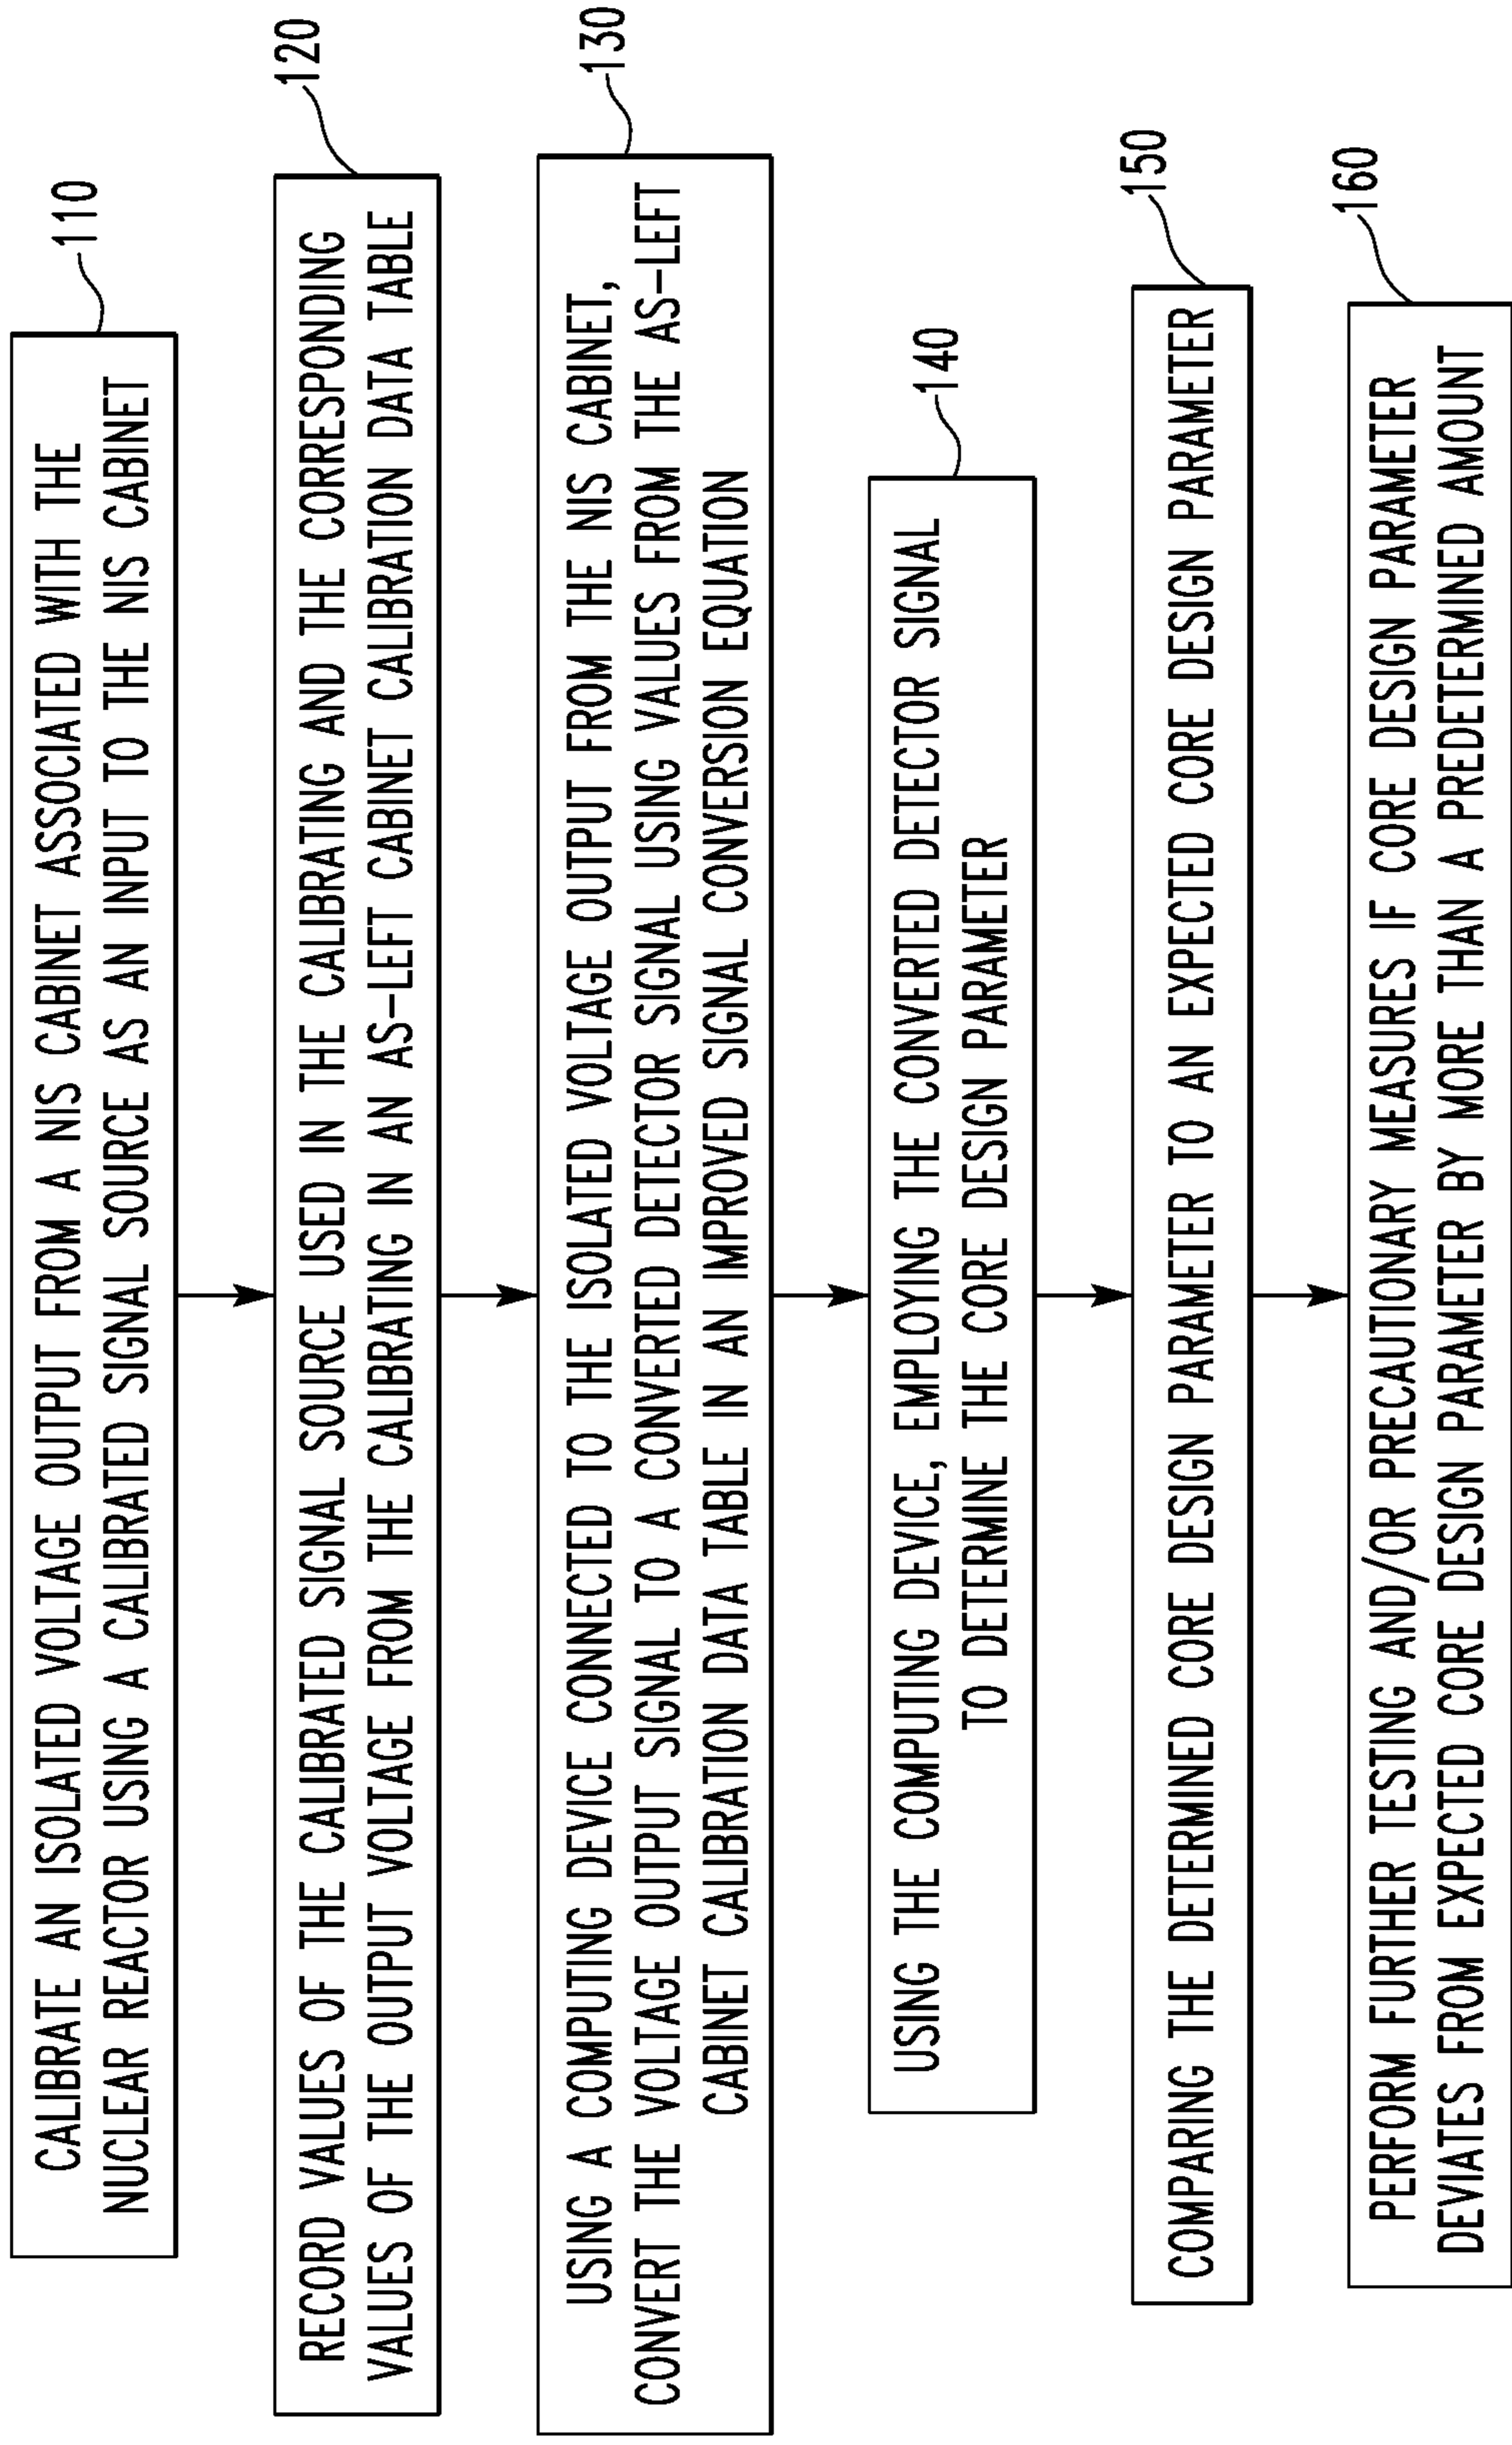 CALIBRATE AN ISOLATED VOLTAGE OUTPUT FROM A NIS CABINET ASSOCIATED WITH THE
NUCLEAR REACTOR USING A CALIBRATED SIGNAL SOURCE AS AN INPUT TO THE NIS CABINET
110
RECORD VALUES OF THE CALIBRATED SIGNAL SOURCE USED IN THE CALIBRATING AND THE CORRESPONDING
VALUES OF THE OUTPUT VOLTAGE FROM THE CALIBRATING IN AN AS-LEFT CABINET CALIBRATION DATA TABLE
120
USING A COMPUTING DEVICE CONNECTED TO THE ISOLATED VOLTAGE OUTPUT FROM THE NIS CABINET,
CONVERT THE VOLTAGE OUTPUT SIGNAL TO A CONVERTED DETECTOR SIGNAL USING VALUES FROM THE AS-LEFT
CABINET CALIBRATION DATA TABLE IN AN IMPROVED SIGNAL CONVERSION EQUATION
130
USING THE COMPUTING DEVICE, EMPLOYING THE CONVERTED DETECTOR SIGNAL
TO DETERMINE THE CORE DESIGN PARAMETER
140
COMPARING THE DETERMINED CORE DESIGN PARAMETER TO AN EXPECTED CORE DESIGN PARAMETER
150
PERFORM FURTHER TESTING AND/OR PRECAUTIONARY MEASURES IF CORE DESIGN PARAMETER
DEVIATES FROM EXPECTED CORE DESIGN PARAMETER BY MORE THAN A PREDETERMINED AMOUNT
160